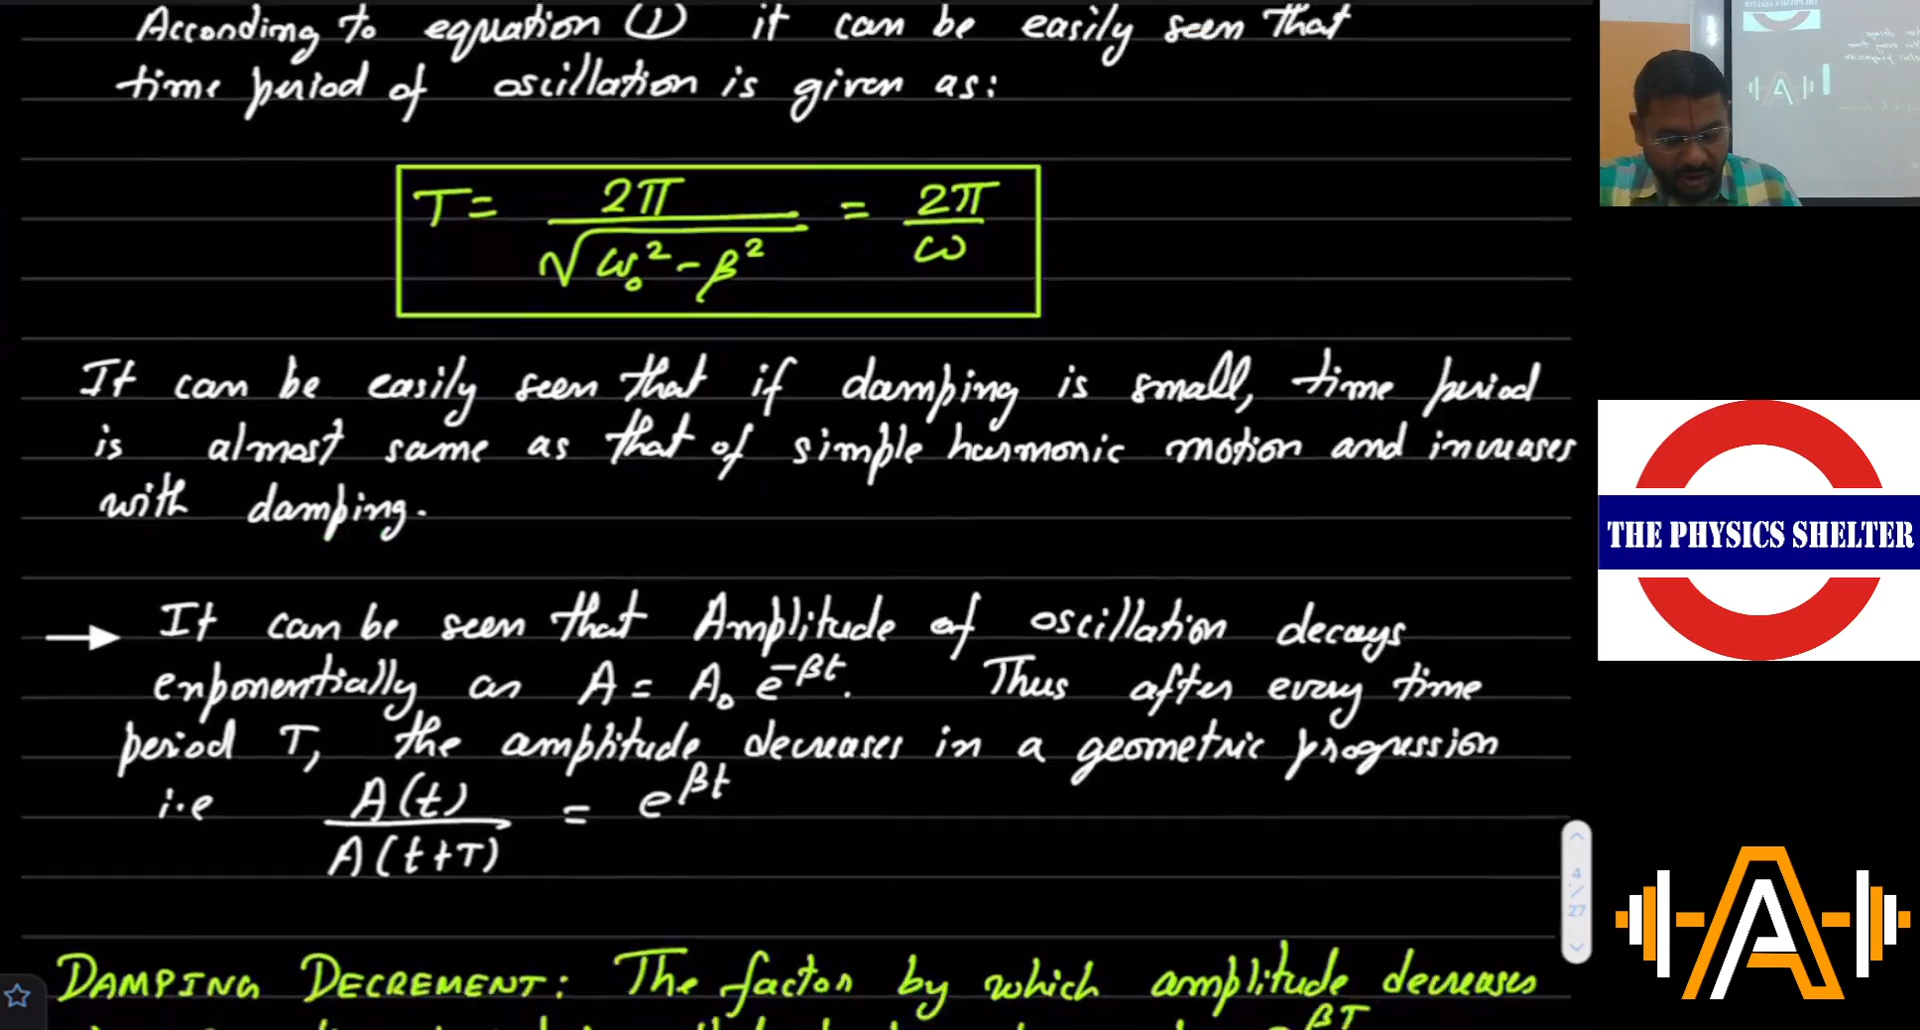 According to equation (1) it can be easily seen that
time period of oscillation is given as:
T = 2π / √(ω₀² - β²) = 2π / ω
It can be easily seen that if damping is small, time period
is almost same as that of simple harmonic motion and increases
with damping.
→ It can be seen that Amplitude of oscillation decays
exponentially as A = A₀ e^-βt. Thus after every time
period T, the amplitude decreases in a geometric progression
i.e A(t) / A(t+T) = e^βt
DAMPING DECREMENT: The factor by which amplitude decreases
e^βT
4
/
27
THE PHYSICS SHELTER
A